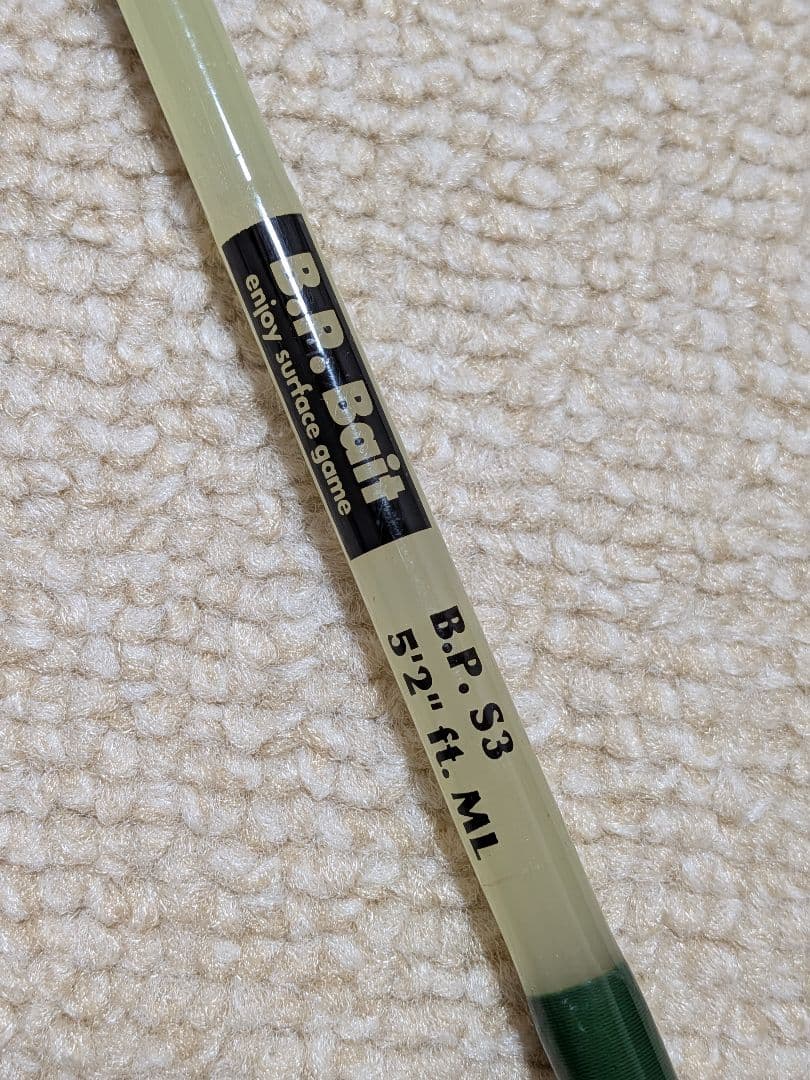 B.P. Bait
enjoy surface game
B.P. S3
5'2" ft. ML